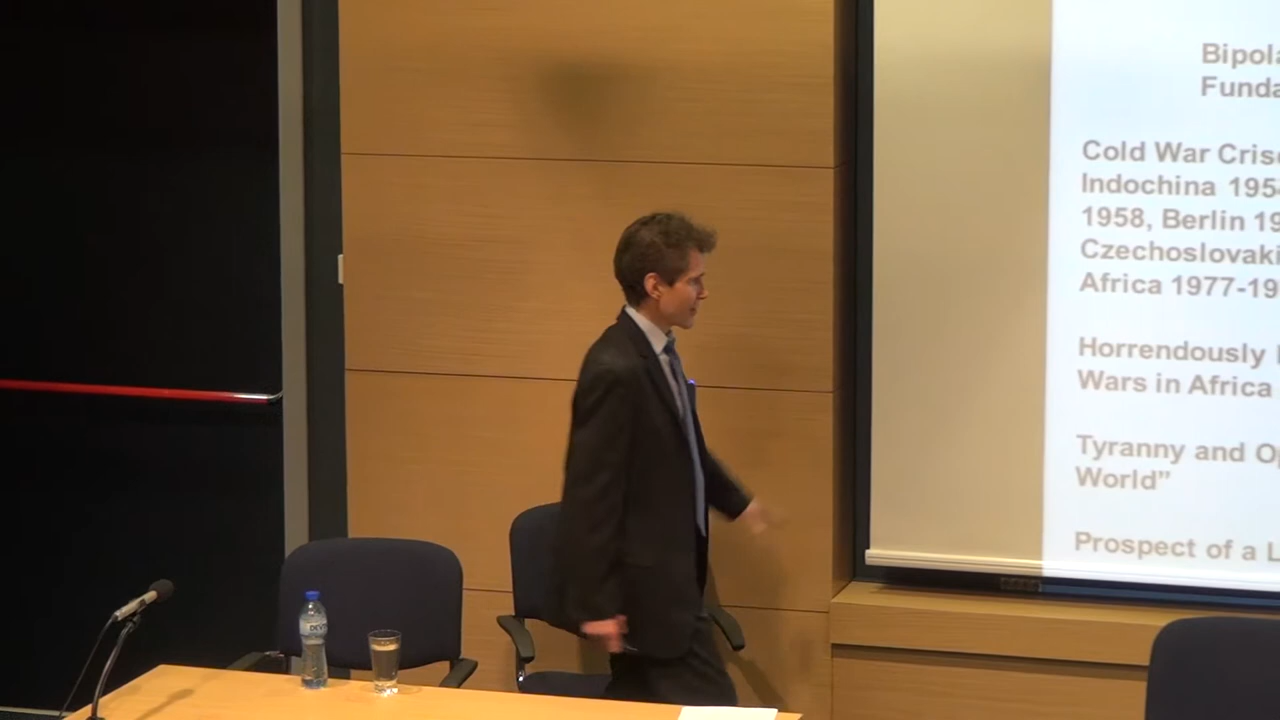 Bipola
Funda
Cold War Cris
Indochina 195
1958, Berlin 19
Czechoslovaki
Africa 1977-19
Horrendously
Wars in Africa
Tyranny and Op
World”
Prospect of a L